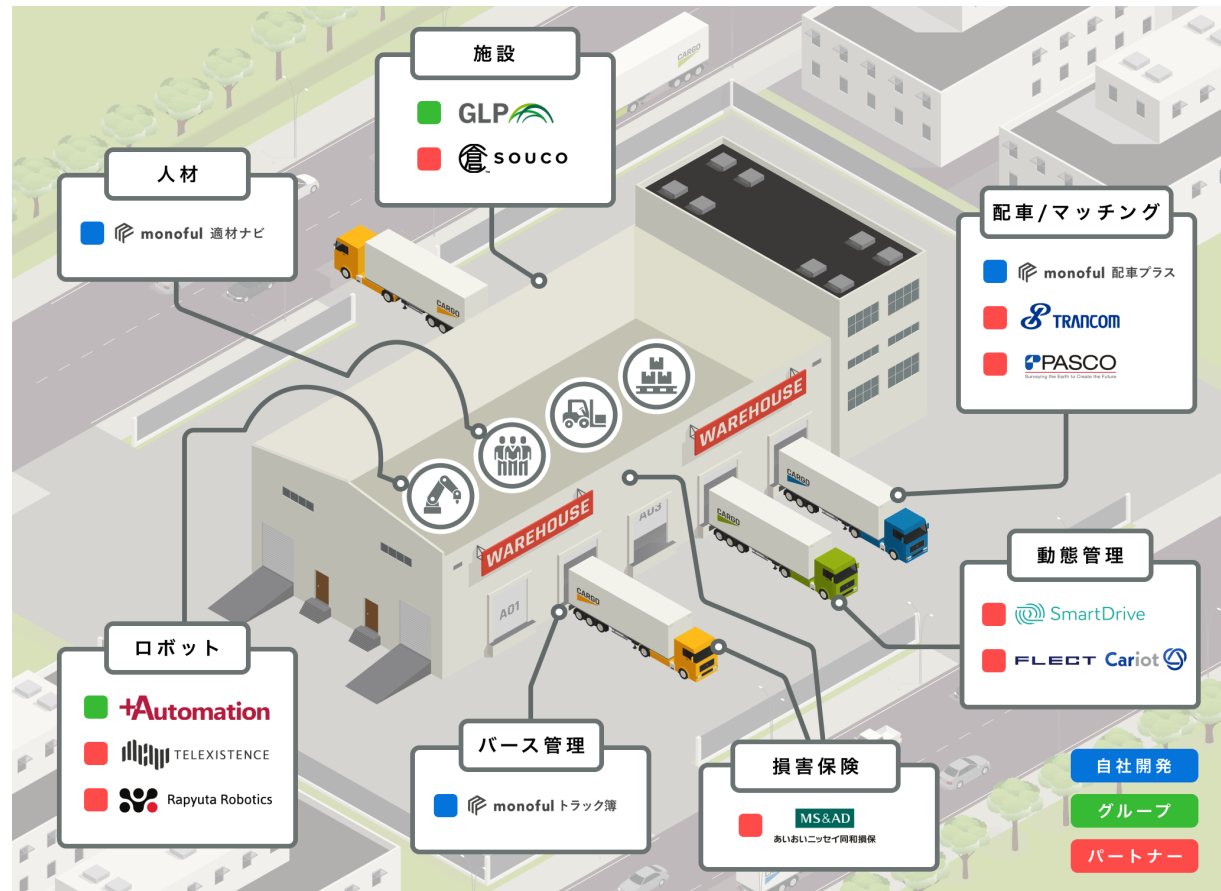 施設
GLP
倉 SOUCO
CARGO
人材
monoful 適材ナビ
配車/マッチング
monoful 配車プラス
TRANCOM
PASCO
Surveying the Earth to Create the Future
CARGO
WAREHOUSE
CARGO
CARGO
WAREHOUSE
A03
A01
CARGO
動態管理
SmartDrive
FLECT Cariot
ロボット
+Automation
TELEXISTENCE
Rapyuta Robotics
バース管理
monoful トラック簿
損害保険
MS&AD
あいおいニッセイ同和損保
自社開発
グループ
パートナー